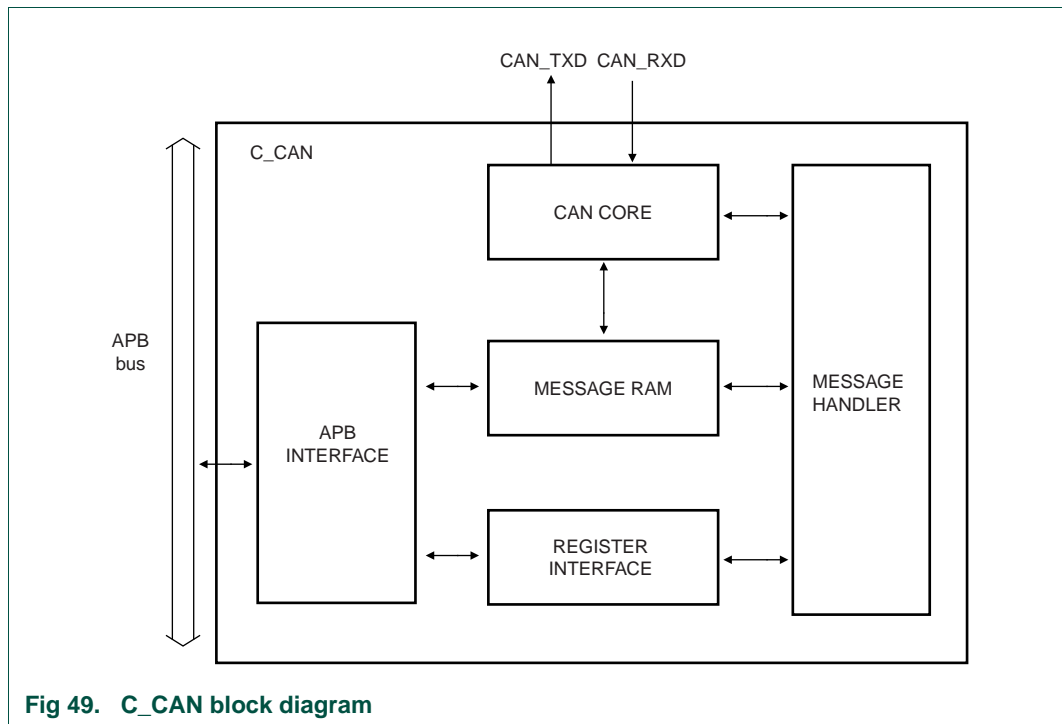 CAN_TXD CAN_RXD
C_CAN
CAN CORE
APB
bus
MESSAGE RAM
MESSAGE
HANDLER
APB
INTERFACE
REGISTER
INTERFACE
Fig 49. C_CAN block diagram